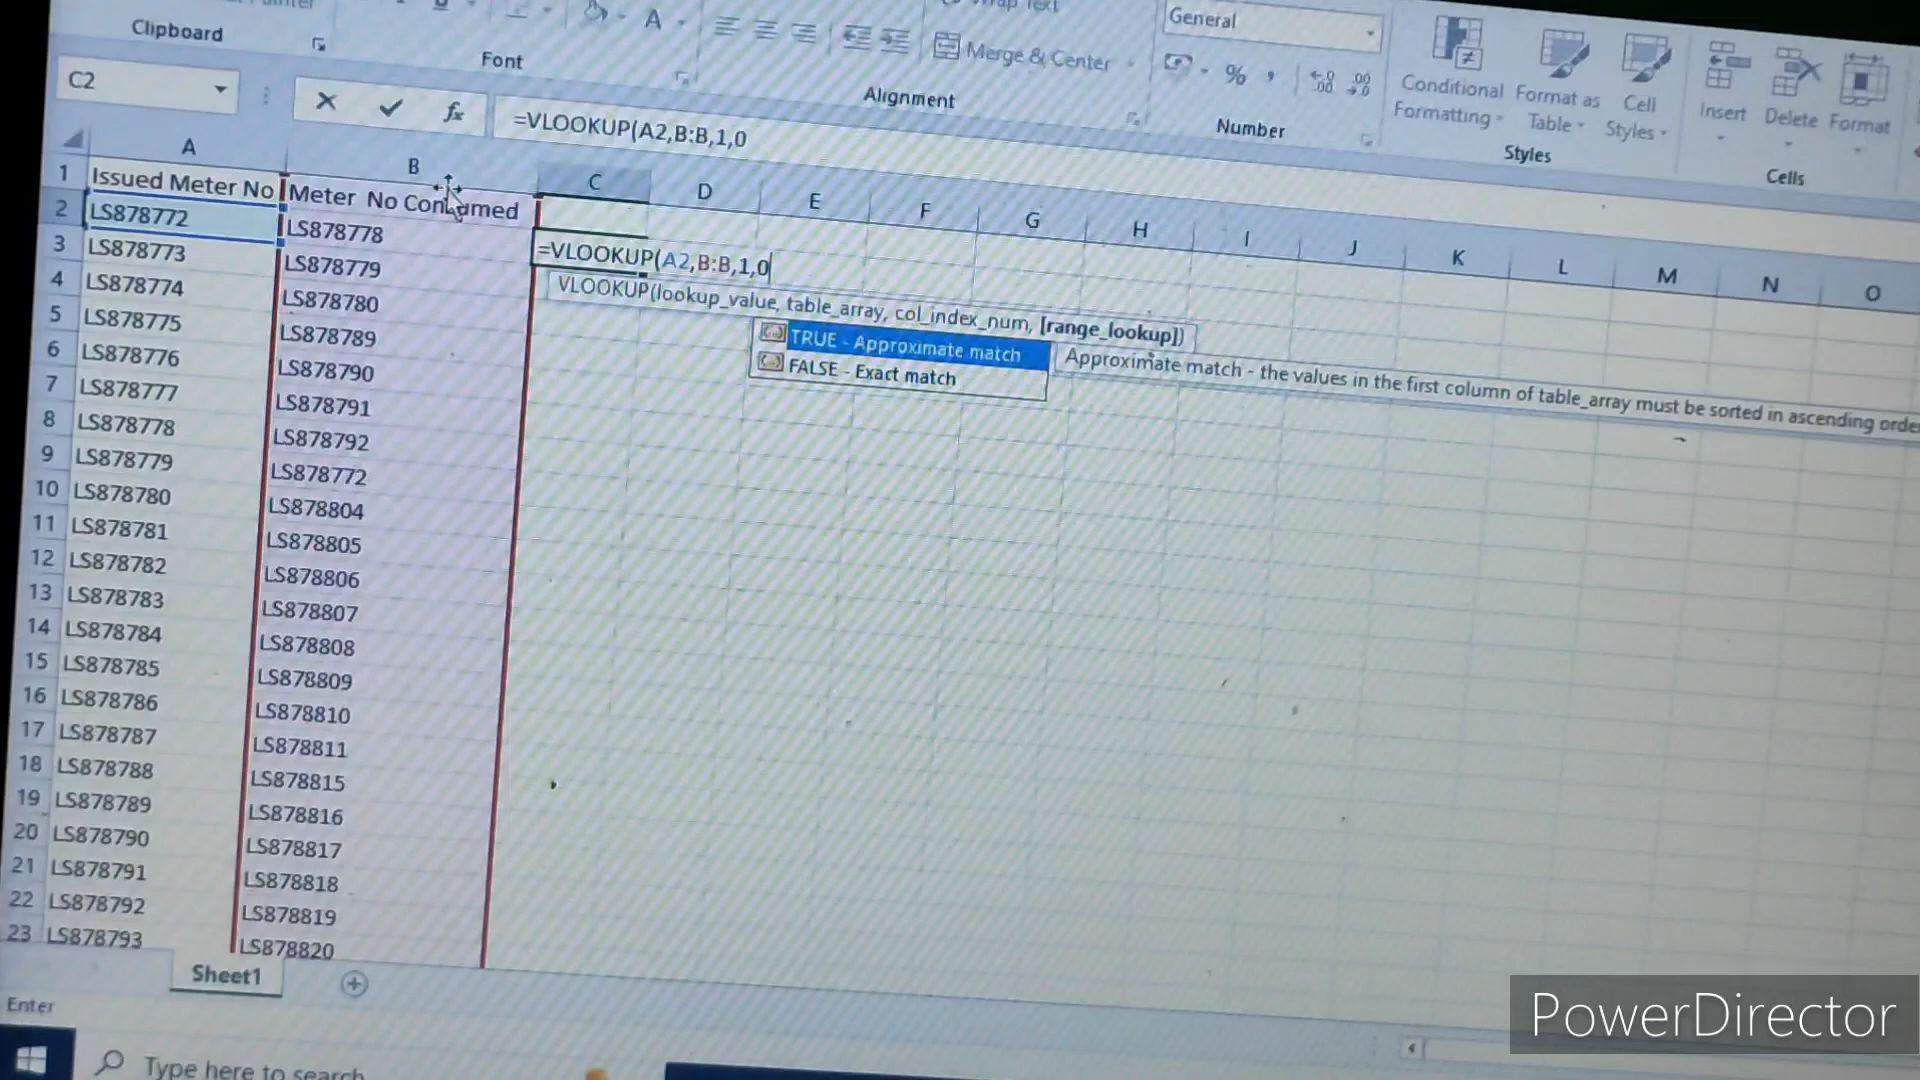 Clipboard
Font
Merge & Center
Alignment
General
%
Number
Conditional Formatting
Format as Table
Cell Styles
Styles
Insert
Delete
Format
Cells
C2
fx
=VLOOKUP(A2,B:B,1,0
A B C D E F G H I J K L M N O
1 Issued Meter No Meter No Consumed
2 LS878772 LS878778 =VLOOKUP(A2,B:B,1,0
VLOOKUP(lookup_value, table_array, col_index_num, [range_lookup])
TRUE - Approximate match
FALSE - Exact match
Approximate match - the values in the first column of table_array must be sorted in ascending
3 LS878773 LS878779
4 LS878774 LS878780
5 LS878775 LS878789
6 LS878776 LS878790
7 LS878777 LS878791
8 LS878778 LS878792
9 LS878779 LS878772
10 LS878780 LS878804
11 LS878781 LS878805
12 LS878782 LS878806
13 LS878783 LS878807
14 LS878784 LS878808
15 LS878785 LS878809
16 LS878786 LS878810
17 LS878787 LS878811
18 LS878788 LS878815
19 LS878789 LS878816
20 LS878790 LS878817
21 LS878791 LS878818
22 LS878792 LS878819
23 LS878793 LS878820
Sheet1
Enter
Type here to search
PowerDirector